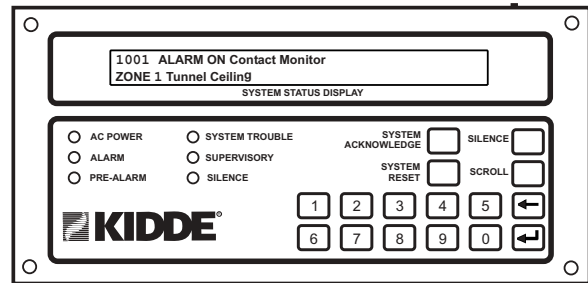 1001 ALARM ON Contact Monitor
ZONE 1 Tunnel Ceiling
SYSTEM STATUS DISPLAY
AC POWER
SYSTEM TROUBLE
SYSTEM
ACKNOWLEDGE
SILENCE
ALARM
SUPERVISORY
PRE-ALARM
SILENCE
SYSTEM
RESET
SCROLL
1 2 3 4 5
KIDDE®
6 7 8 9 0